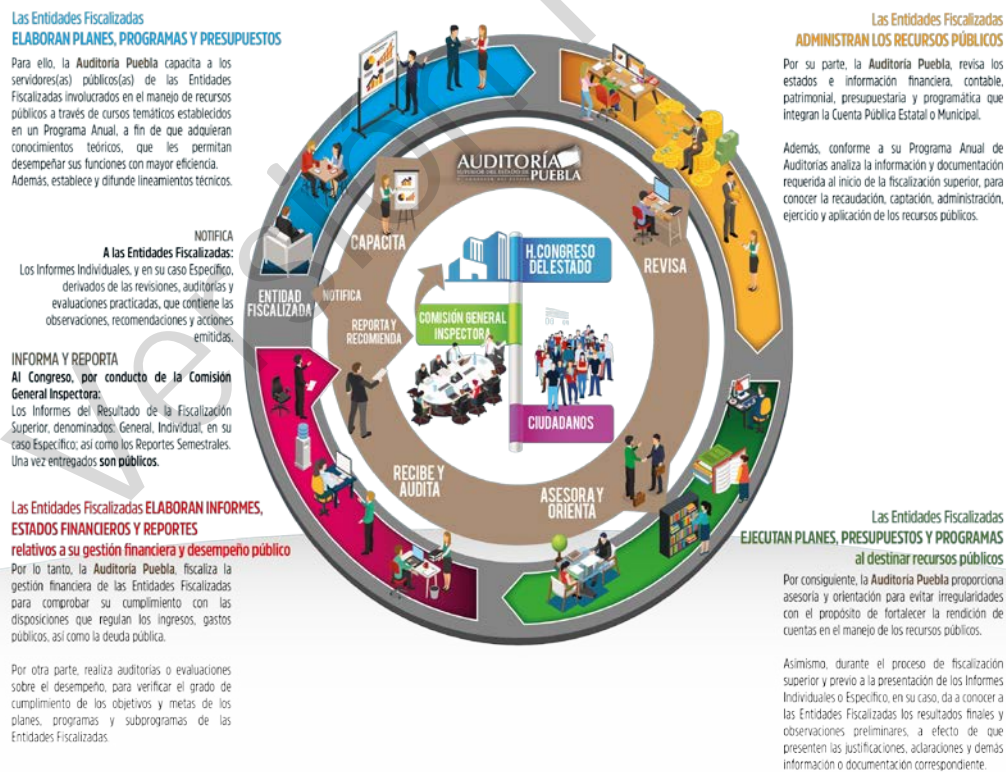 Las Entidades Fiscalizadas
ELABORAN PLANES, PROGRAMAS Y PRESUPUESTOS
Para ello, la Auditoría Puebla capacita a los
servidores(as) públicos(as) de las Entidades
Fiscalizadas involucrados en el manejo de recursos
públicos a través de cursos temáticos establecidos
en un Programa Anual, a fin de que adquieran
conocimientos teóricos, que les permitan
desempeñar sus funciones con mayor eficiencia.
Además, establece y difunde lineamientos técnicos.
NOTIFICA
A las Entidades Fiscalizadas:
Los Informes Individuales, y en su caso Específico,
derivados de las revisiones, auditorías y
evaluaciones practicadas, que contiene las
observaciones, recomendaciones y acciones
emitidas.
INFORMA Y REPORTA
Al Congreso, por conducto de la Comisión
General Inspectora:
Los Informes del Resultado de la Fiscalización
Superior, denominados: General, Individual, en su
caso Específico; así como los Reportes Semestrales.
Una vez entregados son públicos.
Las Entidades Fiscalizadas ELABORAN INFORMES,
ESTADOS FINANCIEROS Y REPORTES
relativos a su gestión financiera y desempeño público
Por lo tanto, la Auditoría Puebla, fiscaliza la
gestión financiera de las Entidades Fiscalizadas
para comprobar su cumplimiento con las
disposiciones que regulan los ingresos, gastos
públicos, así como la deuda pública.
Por otra parte, realiza auditorías o evaluaciones
sobre el desempeño, para verificar el grado de
cumplimiento de los objetivos y metas de los
planes, programas y subprogramas de las
Entidades Fiscalizadas.
AUDITORÍA
SUPERIOR DEL ESTADO DE PUEBLA
CAPACITA
REVISA
H. CONGRESO
DEL ESTADO
ENTIDAD
FISCALIZADA
NOTIFICA
REPORTA Y
RECOMIENDA
COMISIÓN GENERAL
INSPECTORA
CIUDADANOS
RECIBE Y
AUDITA
ASESORA Y
ORIENTA
Las Entidades Fiscalizadas
ADMINISTRAN LOS RECURSOS PÚBLICOS
Por su parte, la Auditoría Puebla, revisa los
estados e información financiera, contable,
patrimonial, presupuestaria y programática que
integran la Cuenta Pública Estatal o Municipal.
Además, conforme a su Programa Anual de
Auditorías analiza la información y documentación
requerida al inicio de la fiscalización superior, para
conocer la recaudación, captación, administración,
ejercicio y aplicación de los recursos públicos.
Las Entidades Fiscalizadas
EJECUTAN PLANES, PRESUPUESTOS Y PROGRAMAS
al destinar recursos públicos
Por consiguiente, la Auditoría Puebla proporciona
asesoría y orientación para evitar irregularidades
con el propósito de fortalecer la rendición de
cuentas en el manejo de los recursos públicos.
Asimismo, durante el proceso de fiscalización
superior y previo a la presentación de los Informes
Individuales o Específico, en su caso, da a conocer a
las Entidades Fiscalizadas los resultados finales y
observaciones preliminares, a efecto de que
presenten las justificaciones, aclaraciones y demás
información o documentación correspondiente.